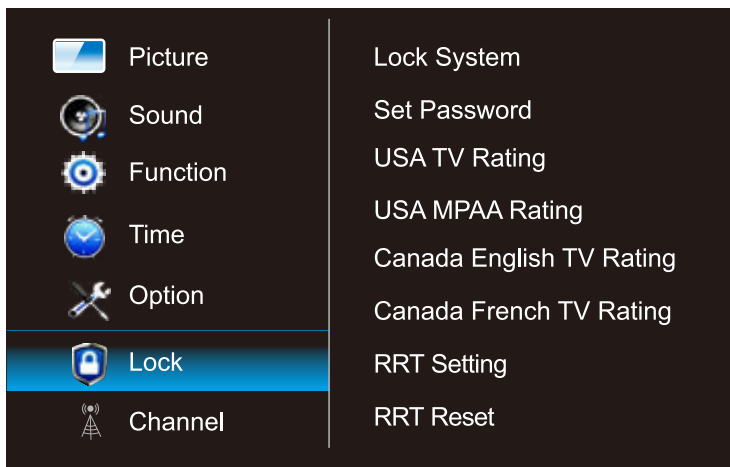 Picture
Sound
Function
Time
Option
Lock
Channel
Lock System
Set Password
USA TV Rating
USA MPAA Rating
Canada English TV Rating
Canada French TV Rating
RRT Setting
RRT Reset